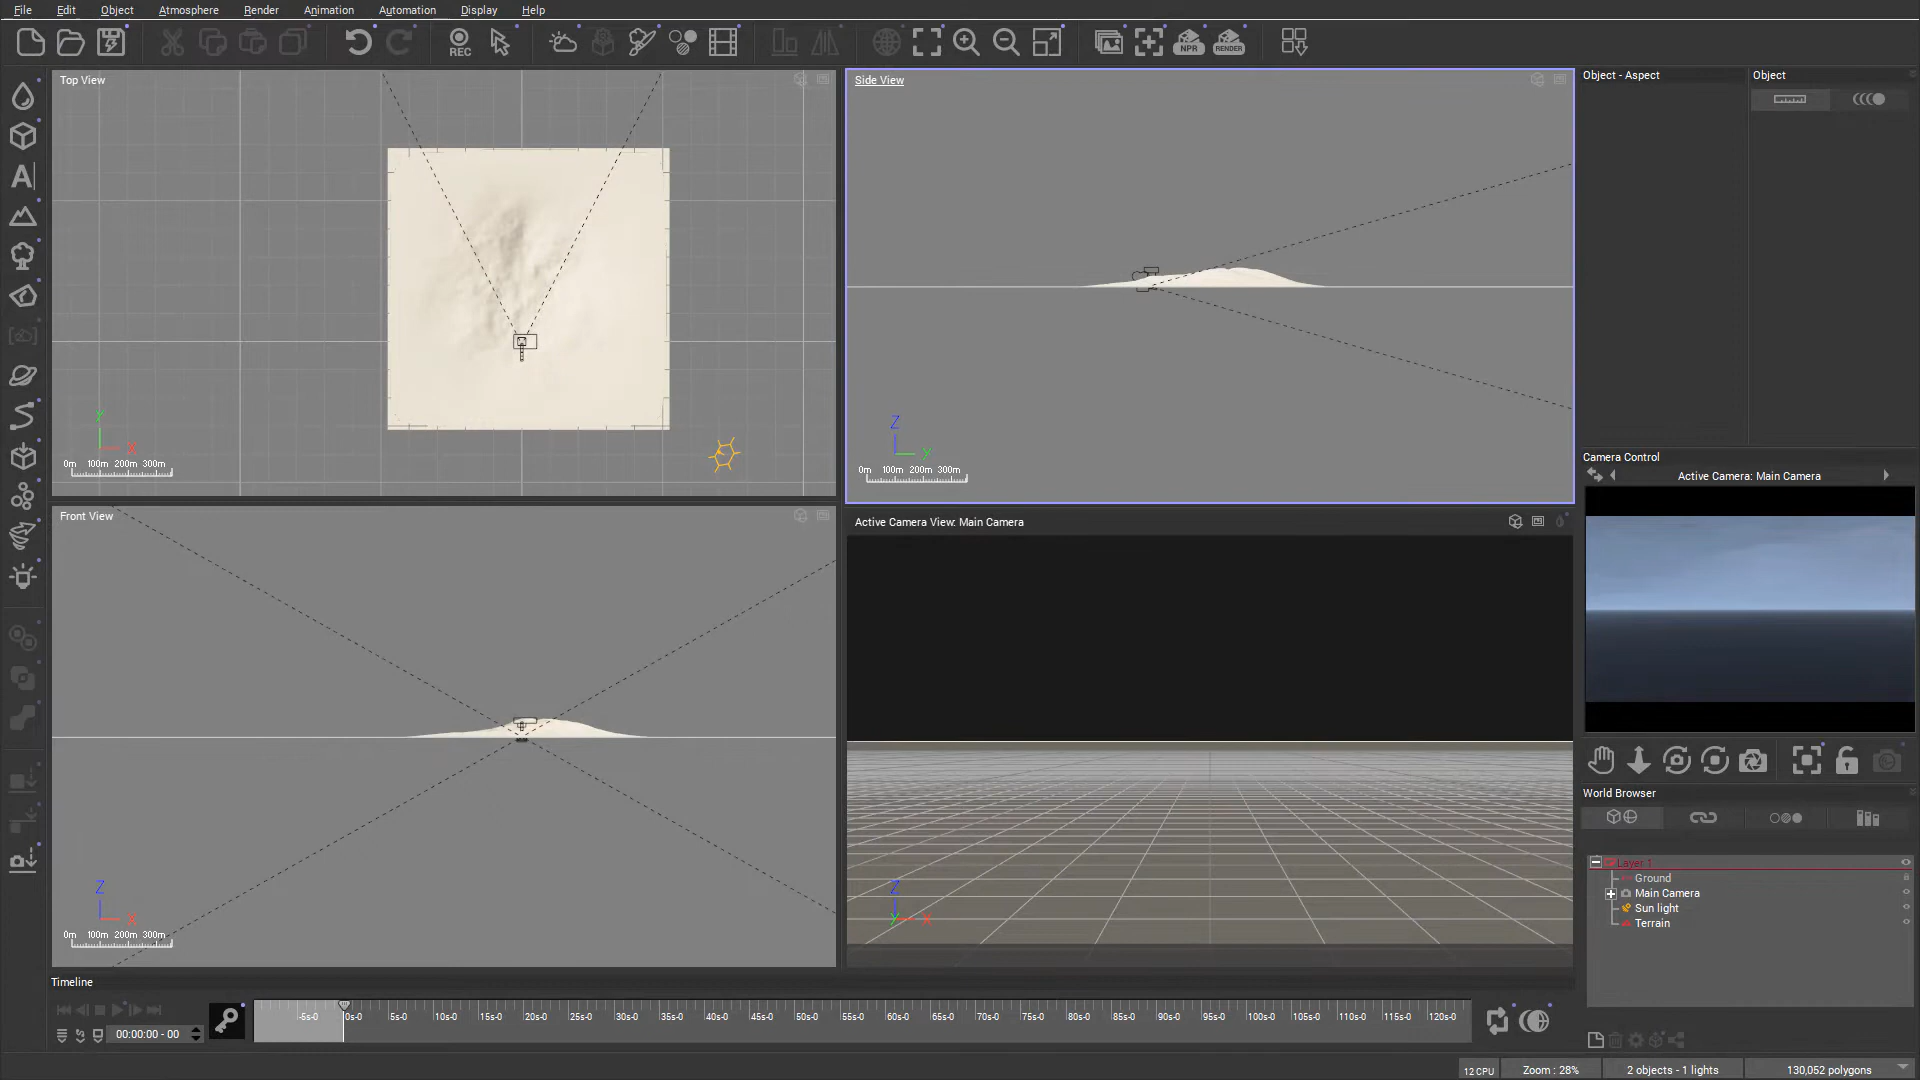 File Edit Object Atmosphere Render Animation Automation Display Help
REC NPR RENDER
Top View
Side View
Object - Aspect
Object
A
Y
X
0m 100m 200m 300m
Z
Y
0m 100m 200m 300m
Camera Control
Active Camera: Main Camera
Front View
Active Camera View: Main Camera
Z
X
0m 100m 200m 300m
Z
Y
X
World Browser
Layer 1
Ground
Main Camera
Sun light
Terrain
Timeline
-5s-0 0s-0 5s-0 10s-0 15s-0 20s-0 25s-0 30s-0 35s-0 40s-0 45s-0 50s-0 55s-0 60s-0 65s-0 70s-0 75s-0 80s-0 85s-0 90s-0 95s-0 100s-0 105s-0 110s-0 115s-0 120s-0
00:00:00 - 00
12 CPU Zoom : 28% 2 objects - 1 lights 130,052 polygons